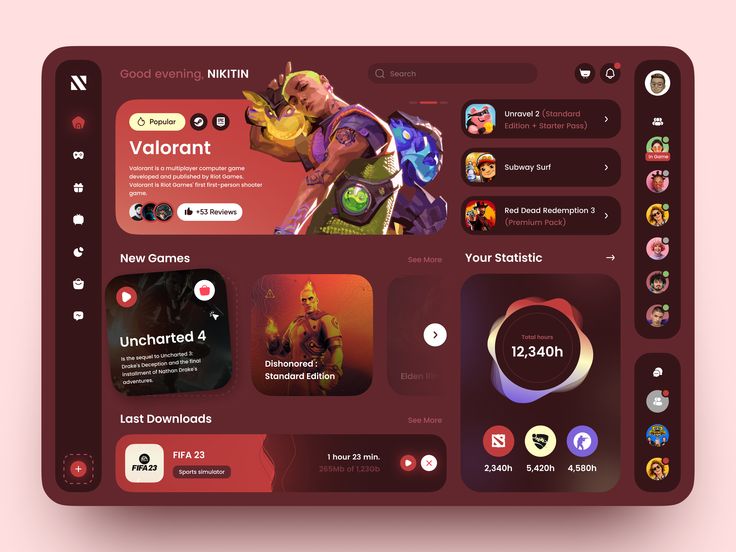 Good evening, NIKITIN
Search
Popular
Valorant
Valorant is a multiplayer computer game
developed and published by Riot Games.
Valorant is Riot Games' first first-person shooter
game.
+53 Reviews
Unravel 2 (Standard
Edition + Starter Pass)
Subway Surf
Red Dead Redemption 3
(Premium Pack)
In Game
New Games
See More
Uncharted 4
Is the sequel to Uncharted 3:
Drake's Deception and the final
installment of Nathan Drake's
adventures.
Dishonored :
Standard Edition
Elden
Your Statistic
Total hours
12,340h
2,340h
5,420h
4,580h
Last Downloads
See More
FIFA23
FIFA 23
Sports simulator
1 hour 23 min.
265Mb of 1,23Gb